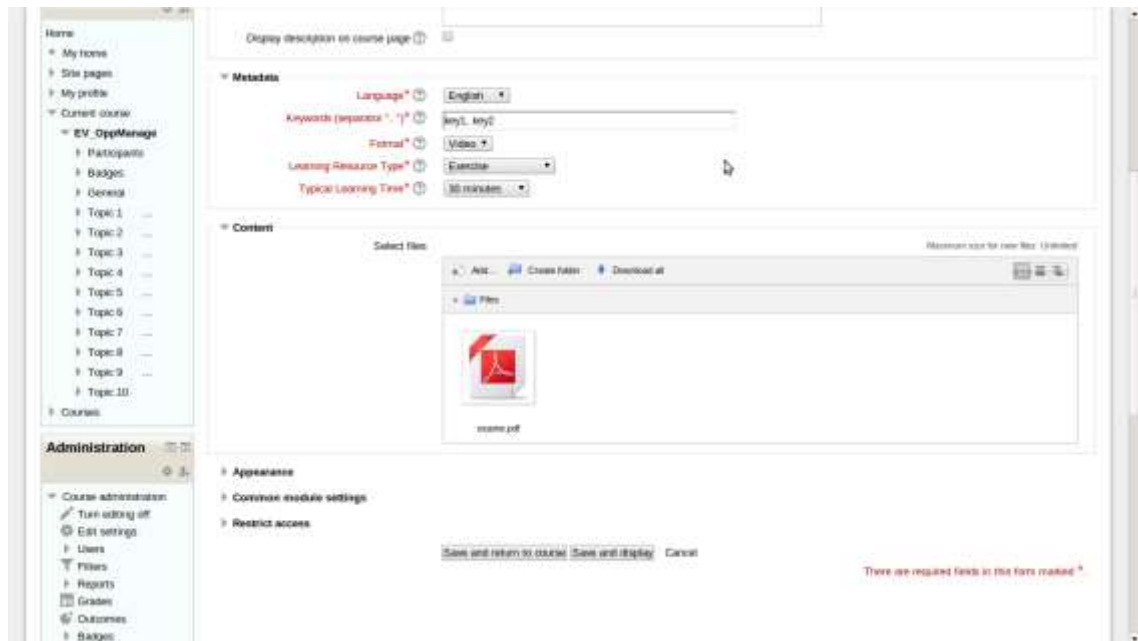 Home
My home
Site pages
My profile
Current course
EV_OppManage
Participants
Badges
General
Topic 1 ...
Topic 2 ...
Topic 3 ...
Topic 4 ...
Topic 5 ...
Topic 6 ...
Topic 7 ...
Topic 8 ...
Topic 9 ...
Topic 10
Courses
Administration
Course administration
Turn editing off
Edit settings
Users
Filters
Reports
Grades
Outcomes
Badges
Display description on course page
Metadata
Language*
English
Keywords (separator ", ")*
key1, key2
Format*
Video
Learning Resource Type*
Exercise
Typical Learning Time*
30 minutes
Content
Select files
Maximum size for new files: Unlimited
Add...
Create folder
Download all
Files
exame.pdf
Appearance
Common module settings
Restrict access
Save and return to course
Save and display
Cancel
There are required fields in this form marked *.